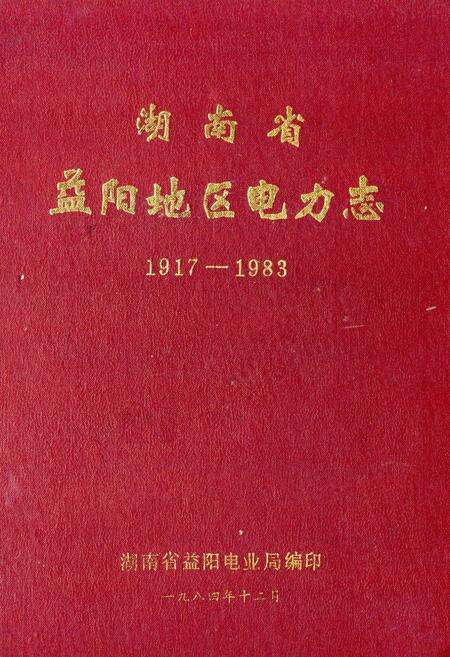 湖南省
益阳地区电力志
1917—1983
湖南省益阳电业局编印
一九八四年十二月